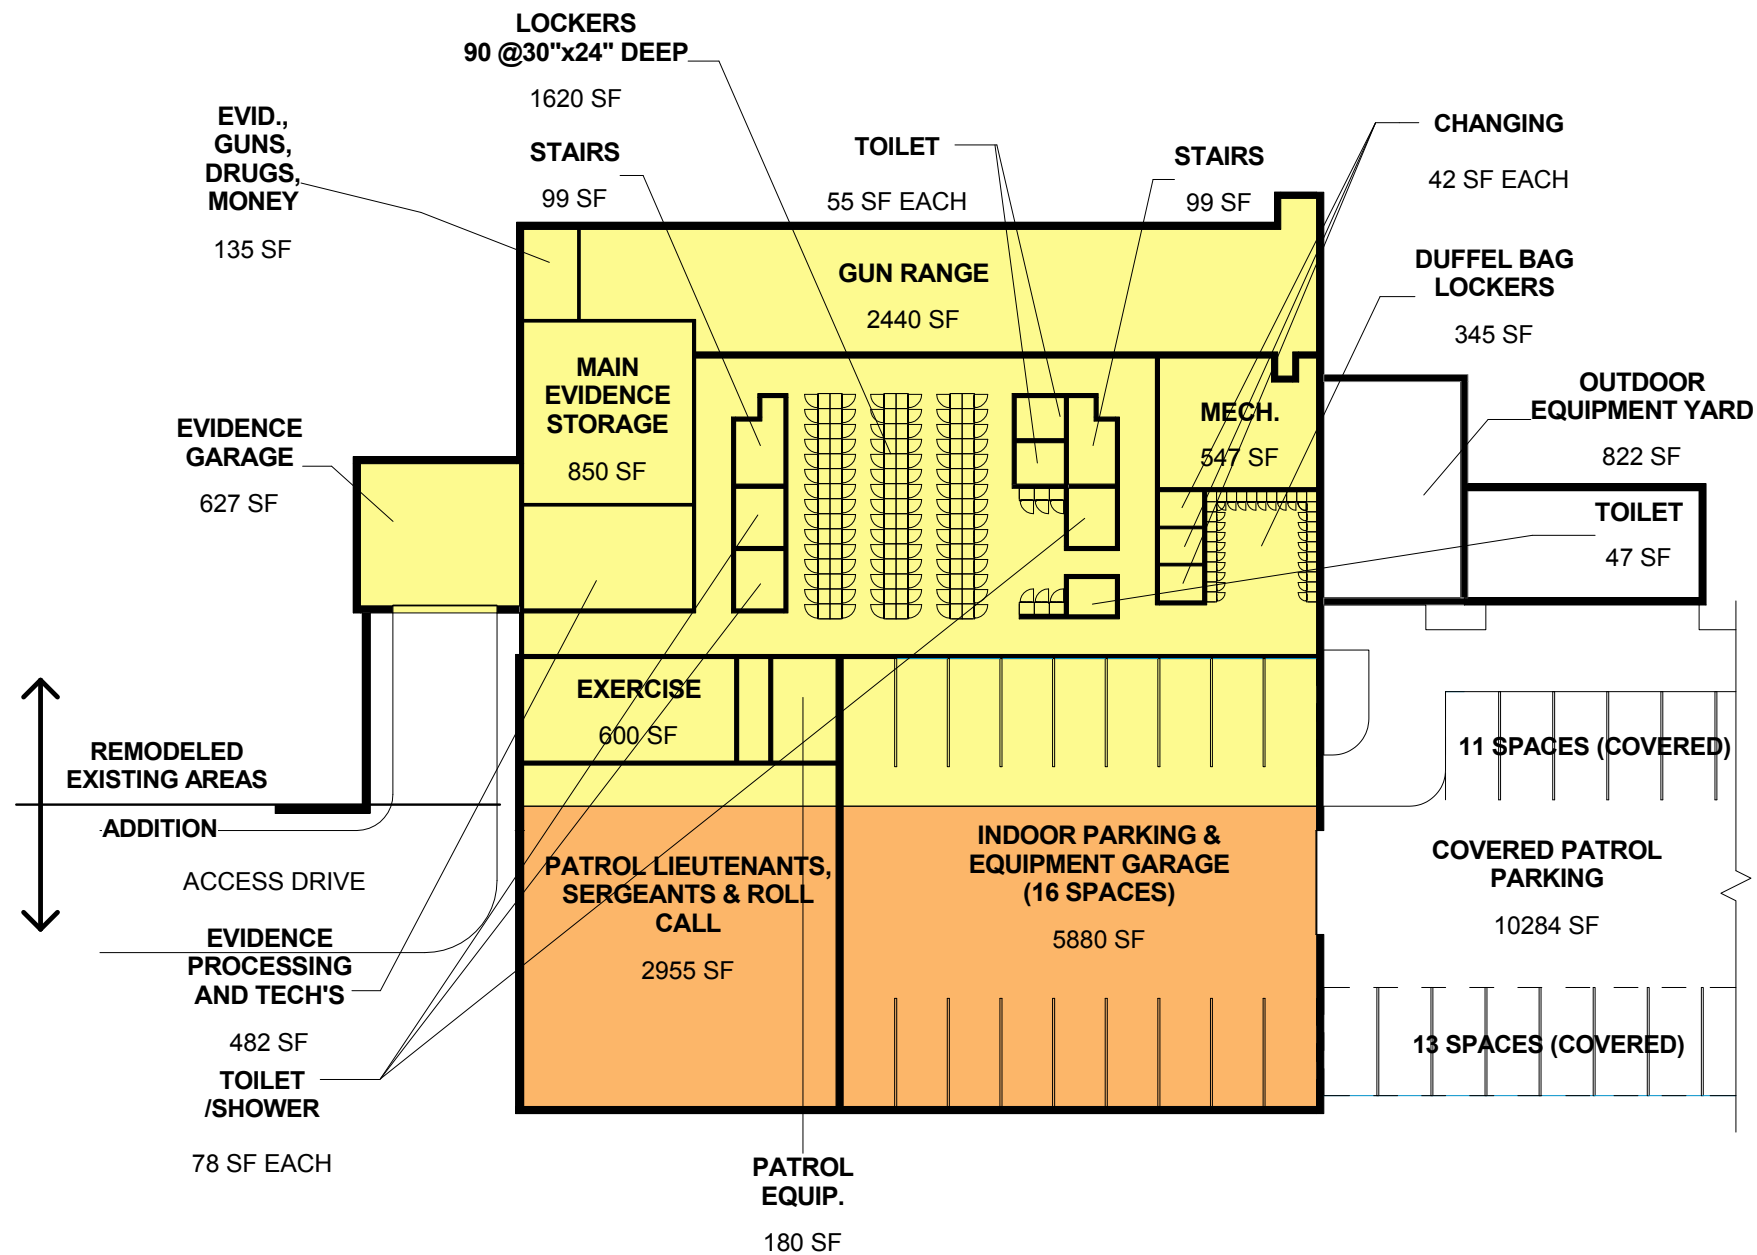 LOCKERS
90 @30"x24" DEEP
1620 SF
EVID.,
GUNS,
DRUGS,
MONEY
135 SF
STAIRS
99 SF
TOILET
55 SF EACH
STAIRS
99 SF
CHANGING
42 SF EACH
GUN RANGE
2440 SF
DUFFEL BAG
LOCKERS
345 SF
MAIN
EVIDENCE
STORAGE
850 SF
MECH.
547 SF
OUTDOOR
EQUIPMENT YARD
822 SF
EVIDENCE
GARAGE
627 SF
TOILET
47 SF
EXERCISE
600 SF
REMODELED
EXISTING AREAS
ADDITION
ACCESS DRIVE
11 SPACES (COVERED)
PATROL LIEUTENANTS,
SERGEANTS & ROLL
CALL
2955 SF
INDOOR PARKING &
EQUIPMENT GARAGE
(16 SPACES)
5880 SF
COVERED PATROL
PARKING
10284 SF
EVIDENCE
PROCESSING
AND TECH'S
482 SF
13 SPACES (COVERED)
TOILET
/SHOWER
78 SF EACH
PATROL
EQUIP.
180 SF